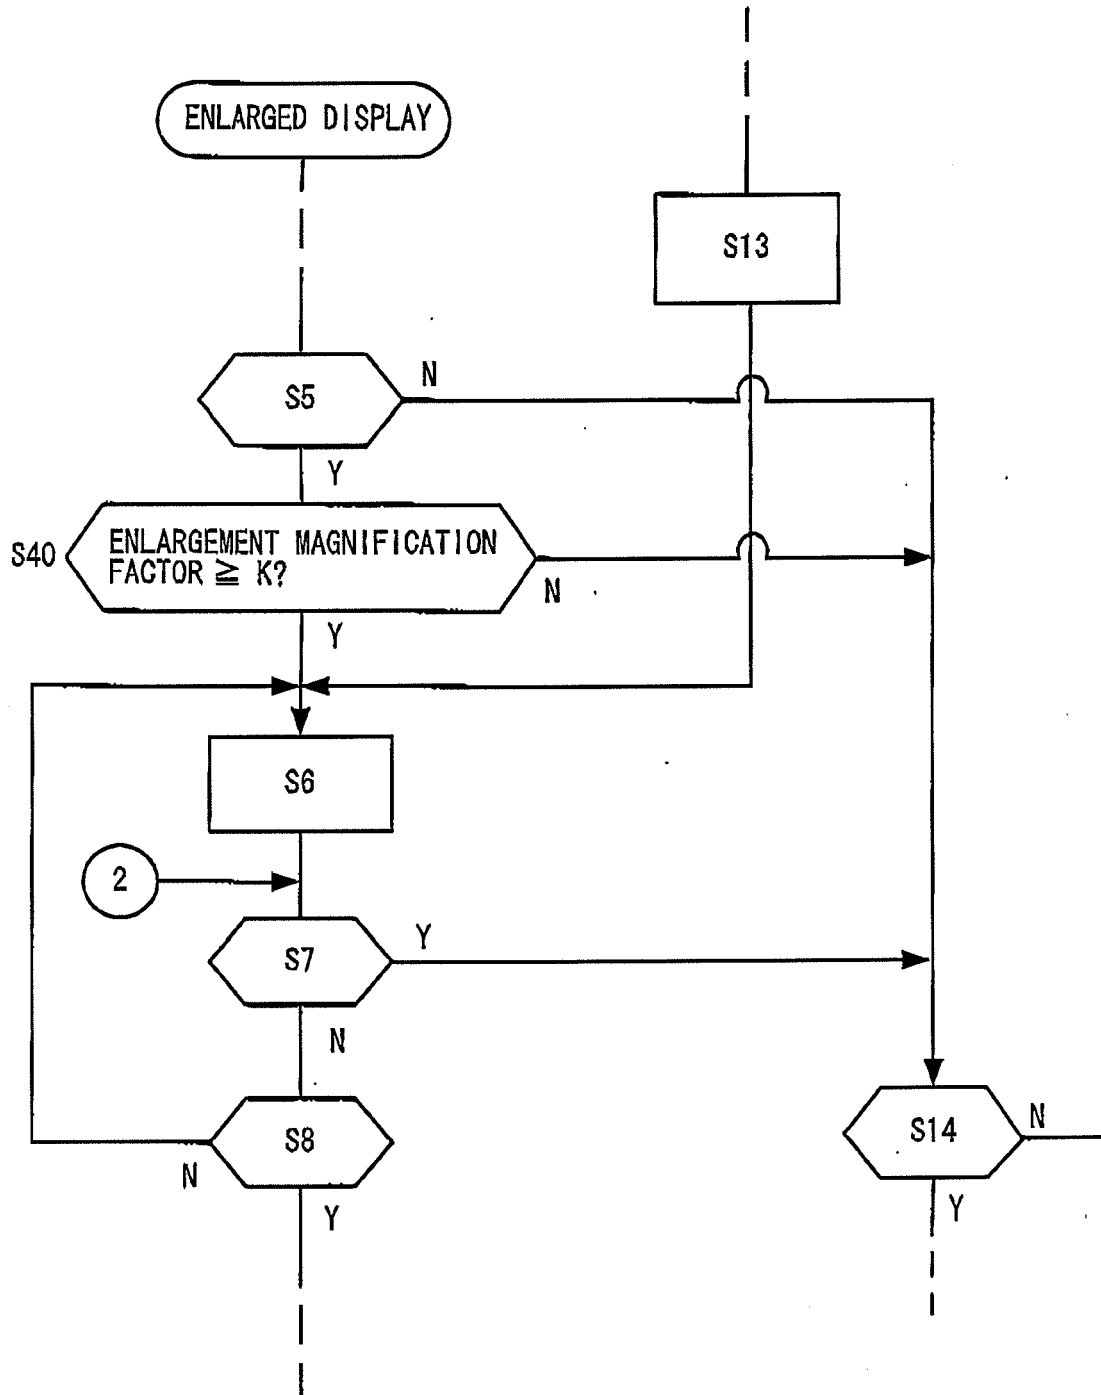 ENLARGED DISPLAY
S13
S5
N
Y
S40
ENLARGEMENT MAGNIFICATION
FACTOR ≧ K?
N
Y
S6
2
S7
Y
N
S8
N
Y
S14
N
Y